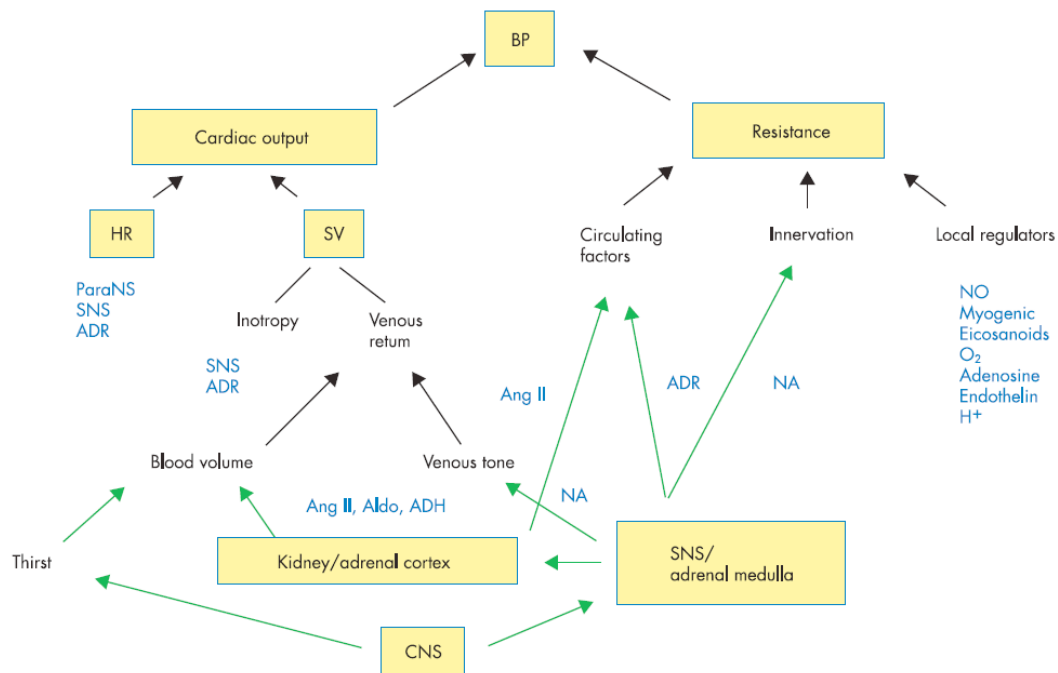 BP
Cardiac output
Resistance
HR
SV
Circulating
factors
Innervation
Local regulators
ParaNS
SNS
ADR
Inotropy
Venous
return
SNS
ADR
NO
Myogenic
Eicosanoids
O₂
Adenosine
Endothelin
H⁺
Ang II
ADR
NA
Blood volume
Venous tone
Ang II, Aldo, ADH
NA
Thirst
Kidney/adrenal cortex
SNS/
adrenal medulla
CNS